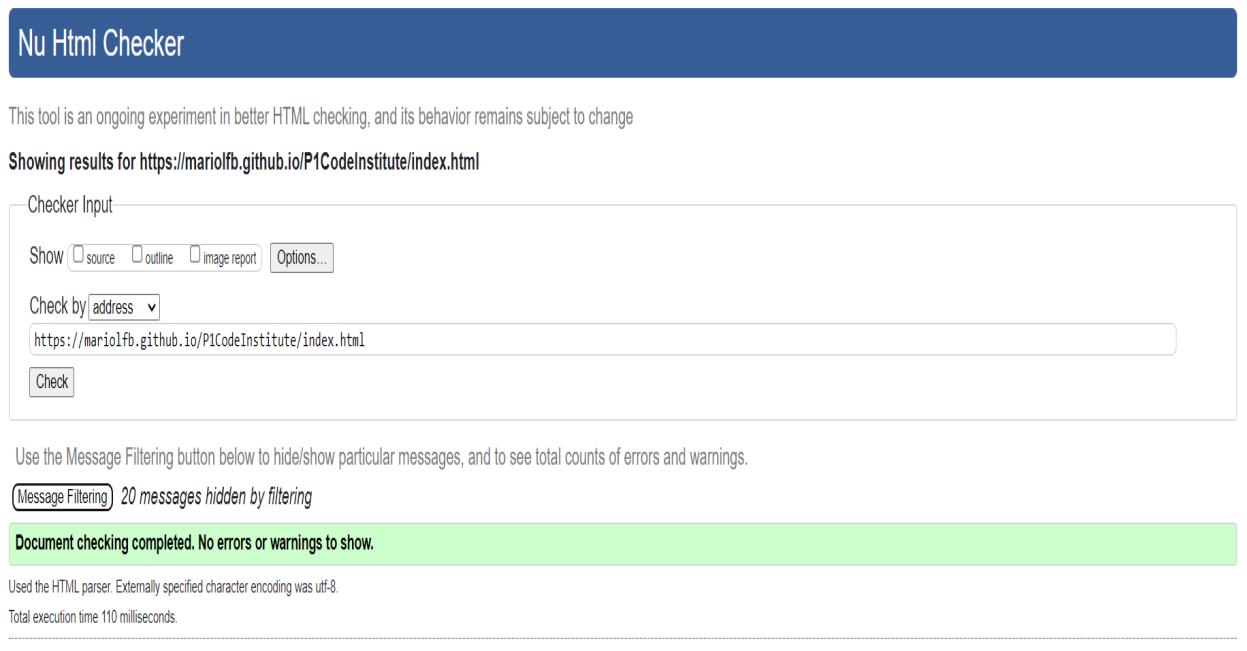 Nu Html Checker
This tool is an ongoing experiment in better HTML checking, and its behavior remains subject to change
Showing results for https://mariolfb.github.io/P1CodeInstitute/index.html
Checker Input
Show source outline image report Options...
Check by address
https://mariolfb.github.io/P1CodeInstitute/index.html
Check
Use the Message Filtering button below to hide/show particular messages, and to see total counts of errors and warnings.
Message Filtering 20 messages hidden by filtering
Document checking completed. No errors or warnings to show.
Used the HTML parser. Externally specified character encoding was utf-8.
Total execution time 110 milliseconds.